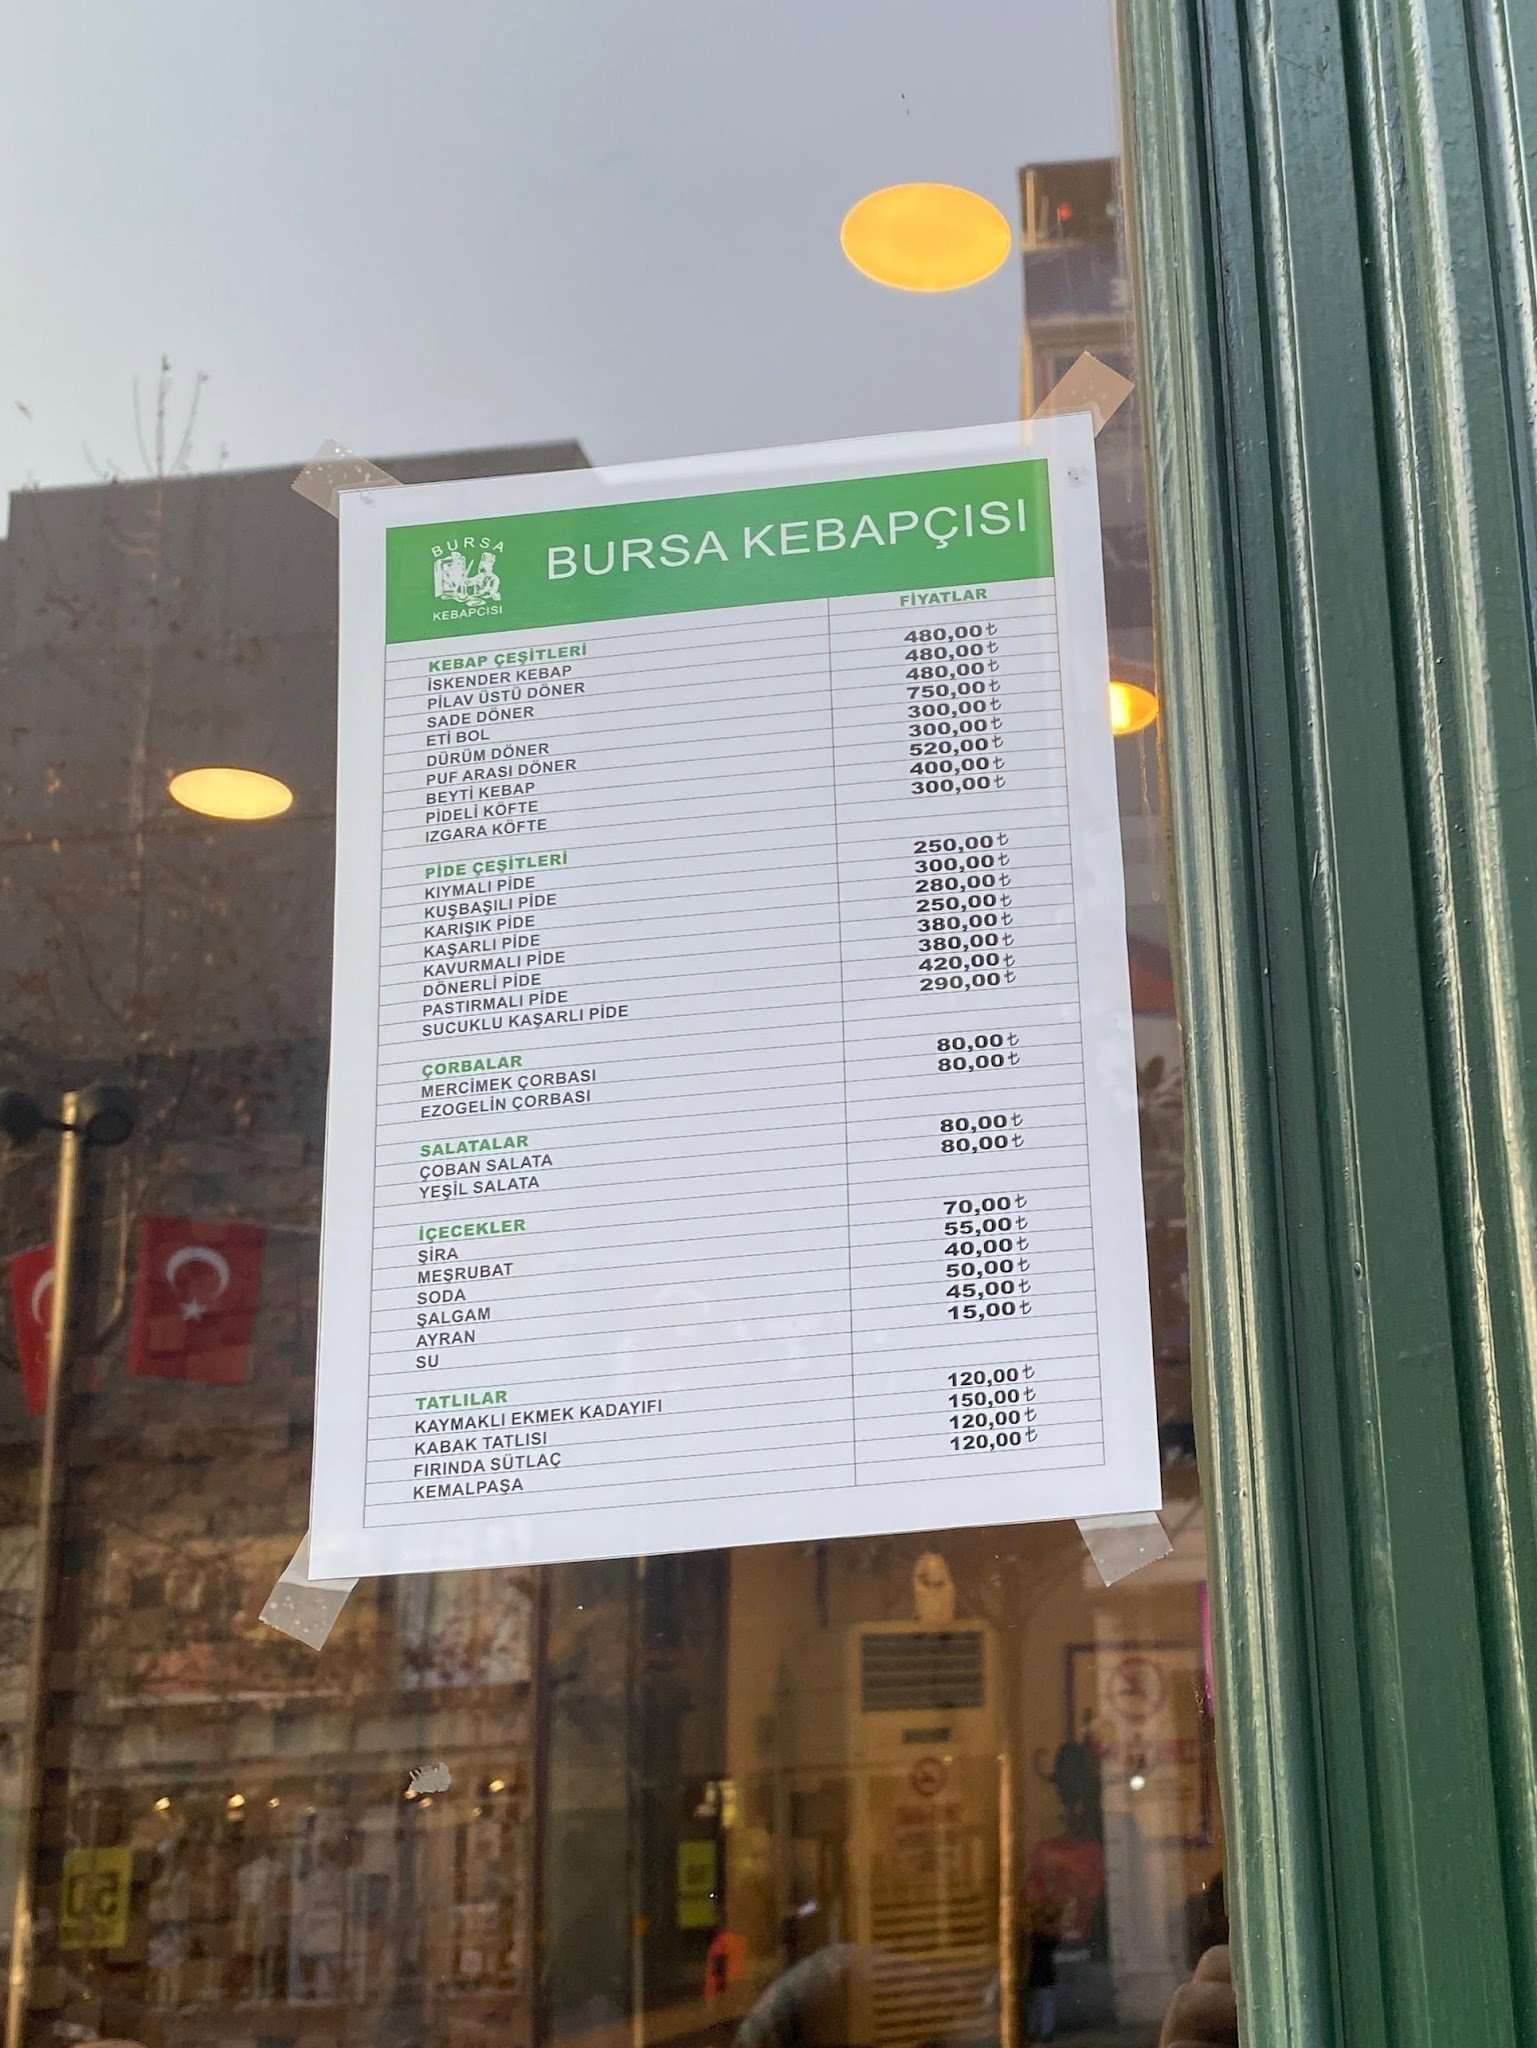 BURSA
KEBAPCISI
BURSA KEBAPÇISI
FİYATLAR
KEBAP ÇEŞİTLERİ
İSKENDER KEBAP 480,00₺
PİLAV ÜSTÜ DÖNER 480,00₺
SADE DÖNER 480,00₺
ETİ BOL 750,00₺
DÜRÜM DÖNER 300,00₺
PUF ARASI DÖNER 300,00₺
BEYTİ KEBAP 520,00₺
PİDELİ KÖFTE 400,00₺
IZGARA KÖFTE 300,00₺
PİDE ÇEŞİTLERİ
KIYMALI PİDE 250,00₺
KUŞBAŞILI PİDE 300,00₺
KARIŞIK PİDE 280,00₺
KAŞARLI PİDE 250,00₺
KAVURMALI PİDE 380,00₺
DÖNERLİ PİDE 380,00₺
PASTIRMALI PİDE 420,00₺
SUCUKLU KAŞARLI PİDE 290,00₺
ÇORBALAR
MERCİMEK ÇORBASI 80,00₺
EZOGELİN ÇORBASI 80,00₺
SALATALAR
ÇOBAN SALATA 80,00₺
YEŞİL SALATA 80,00₺
İÇECEKLER
ŞİRA 70,00₺
MEŞRUBAT 55,00₺
SODA 40,00₺
ŞALGAM 50,00₺
AYRAN 45,00₺
SU 15,00₺
TATLILAR
KAYMAKLI EKMEK KADAYIFI 120,00₺
KABAK TATLISI 150,00₺
FIRINDA SÜTLAÇ 120,00₺
KEMALPAŞA 120,00₺
50